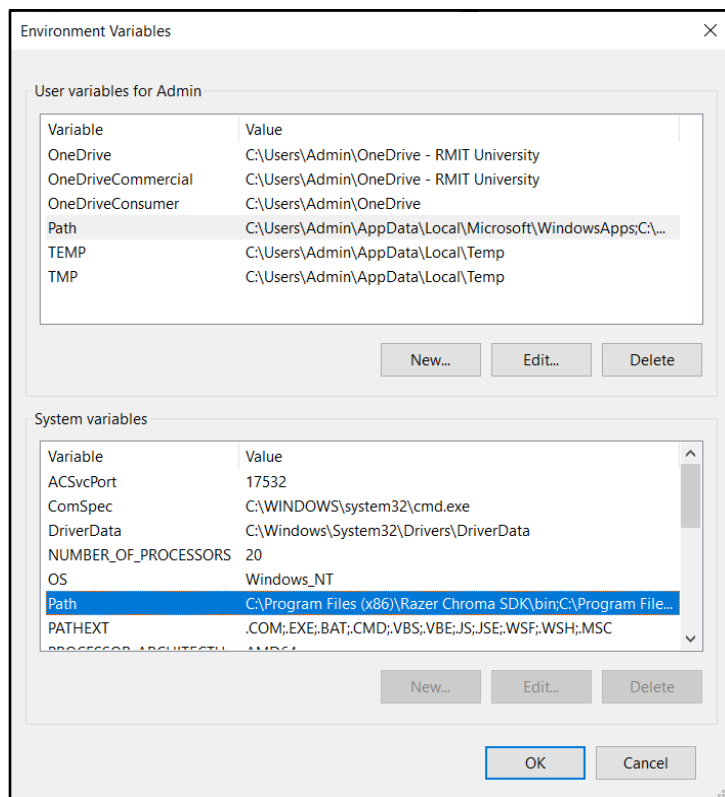 Environment Variables
User variables for Admin
Variable Value
OneDrive C:\Users\Admin\OneDrive - RMIT University
OneDriveCommercial C:\Users\Admin\OneDrive - RMIT University
OneDriveConsumer C:\Users\Admin\OneDrive
Path C:\Users\Admin\AppData\Local\Microsoft\WindowsApps;C:\...
TEMP C:\Users\Admin\AppData\Local\Temp
TMP C:\Users\Admin\AppData\Local\Temp
New... Edit... Delete
System variables
Variable Value
ACSvcPort 17532
ComSpec C:\WINDOWS\system32\cmd.exe
DriverData C:\Windows\System32\Drivers\DriverData
NUMBER_OF_PROCESSORS 20
OS Windows_NT
Path C:\Program Files (x86)\Razer Chroma SDK\bin;C:\Program File...
PATHEXT .COM;.EXE;.BAT;.CMD;.VBS;.VBE;.JS;.JSE;.WSF;.WSH;.MSC
New... Edit... Delete
OK Cancel